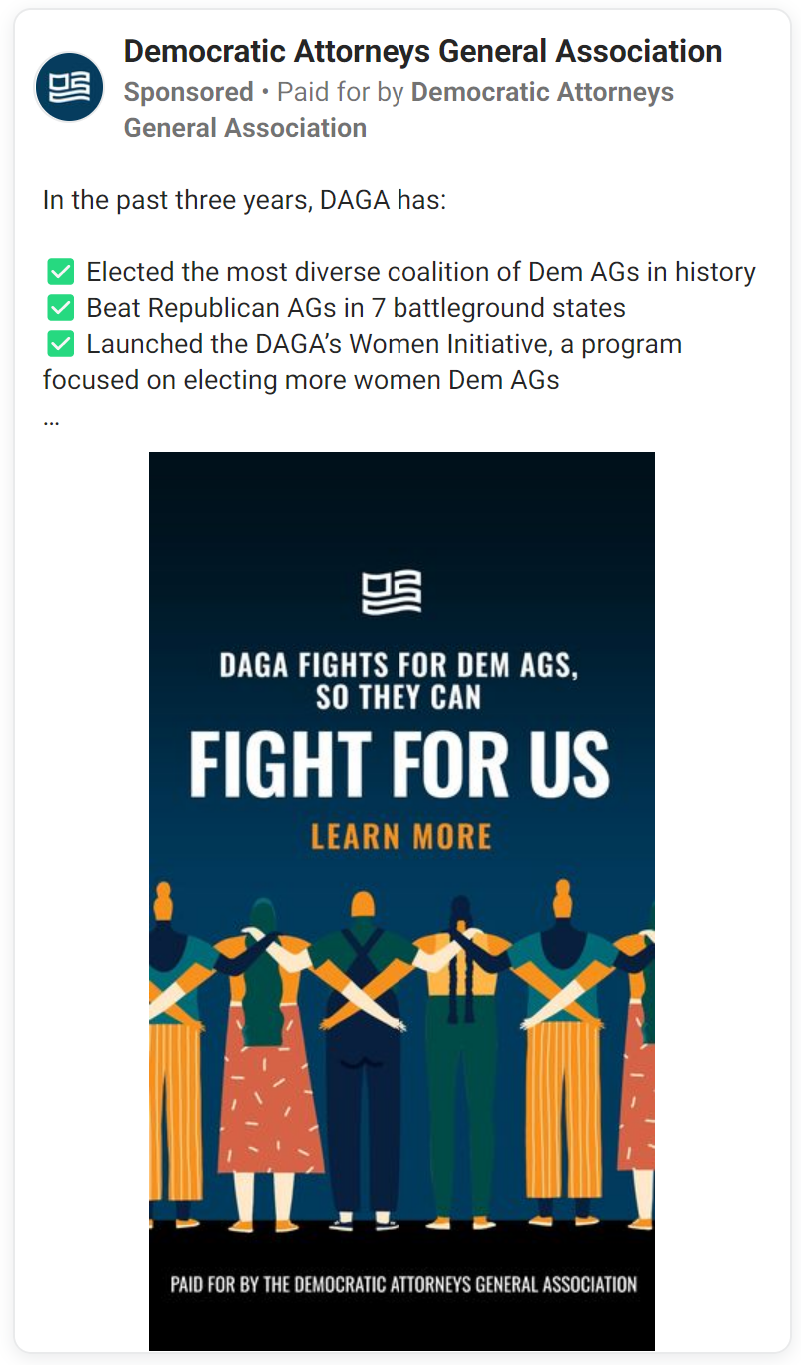 Democratic Attorneys General Association
Sponsored • Paid for by Democratic Attorneys
General Association
In the past three years, DAGA has:
✅ Elected the most diverse coalition of Dem AGs in history
✅ Beat Republican AGs in 7 battleground states
✅ Launched the DAGA’s Women Initiative, a program
focused on electing more women Dem AGs
...
DAGA FIGHTS FOR DEM AGS,
SO THEY CAN
FIGHT FOR US
LEARN MORE
PAID FOR BY THE DEMOCRATIC ATTORNEYS GENERAL ASSOCIATION